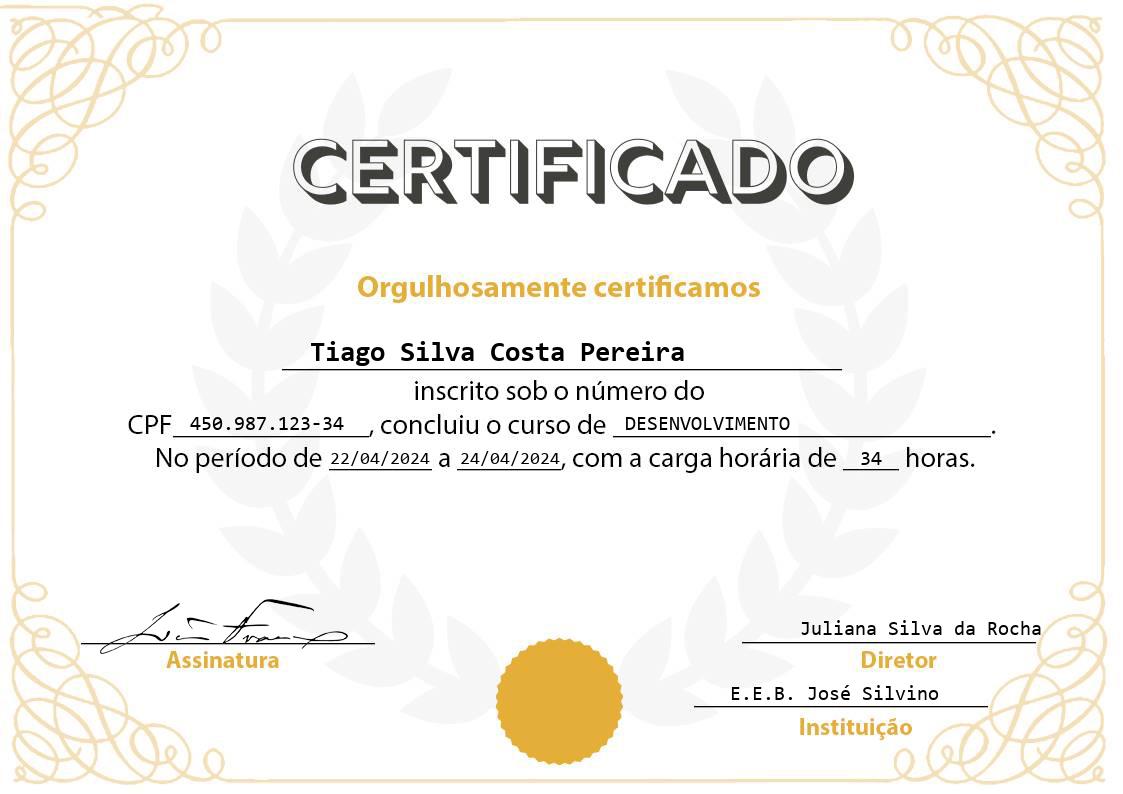 CERTIFICADO
Orgulhosamente certificamos
Tiago Silva Costa Pereira
inscrito sob o número do
CPF 450.987.123-34, concluiu o curso de DESENVOLVIMENTO.
No período de 22/04/2024 a 24/04/2024, com a carga horária de 34 horas.
Assinatura
Juliana Silva da Rocha
Diretor
E.E.B. José Silvino
Instituição